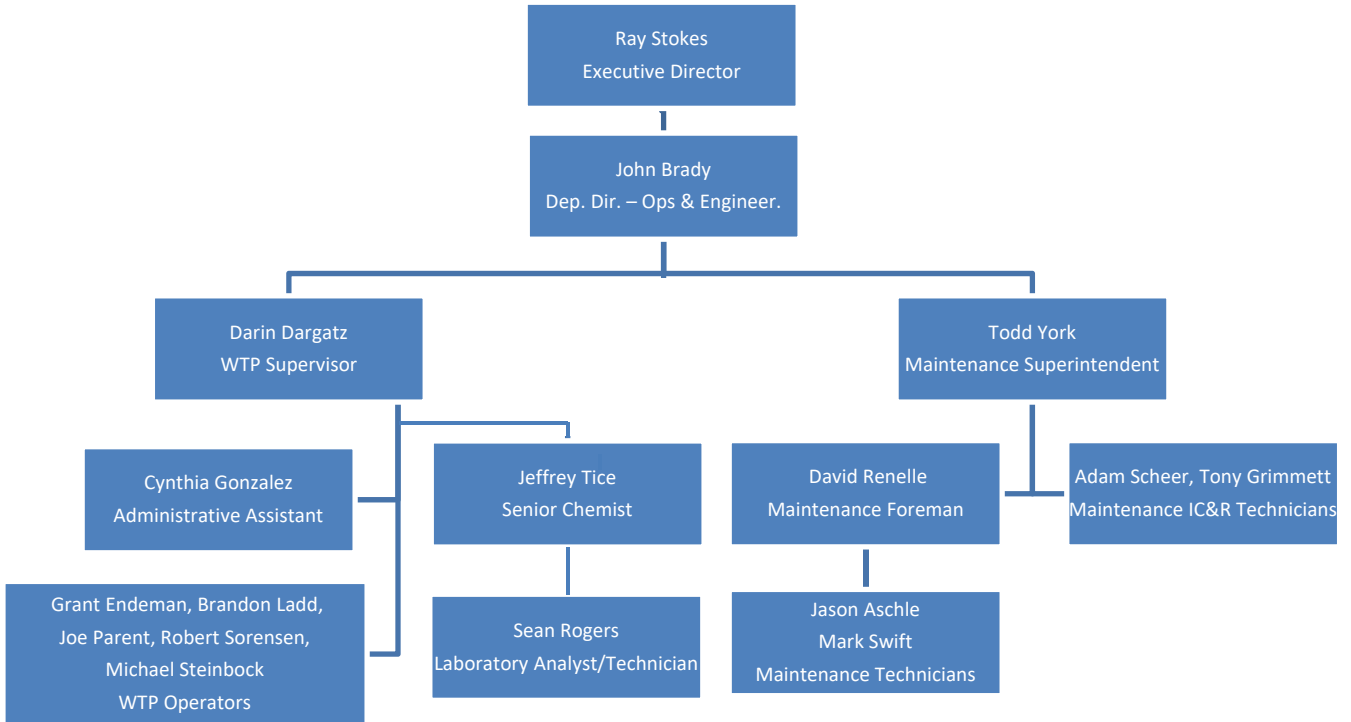 Ray Stokes
Executive Director
John Brady
Dep. Dir. – Ops & Engineer.
Darin Dargatz
WTP Supervisor
Todd York
Maintenance Superintendent
Cynthia Gonzalez
Administrative Assistant
Jeffrey Tice
Senior Chemist
David Renelle
Maintenance Foreman
Adam Scheer, Tony Grimmett
Maintenance IC&R Technicians
Grant Endeman, Brandon Ladd,
Joe Parent, Robert Sorensen,
Michael Steinbock
WTP Operators
Sean Rogers
Laboratory Analyst/Technician
Jason Aschle
Mark Swift
Maintenance Technicians